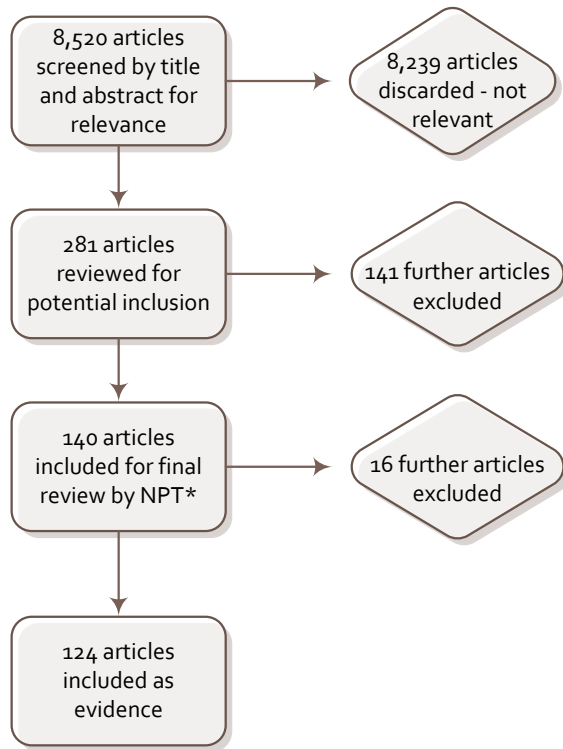 8,520 articles
screened by title
and abstract for
relevance
8,239 articles
discarded - not
relevant
281 articles
reviewed for
potential inclusion
141 further articles
excluded
140 articles
included for final
review by NPT*
16 further articles
excluded
124 articles
included as
evidence